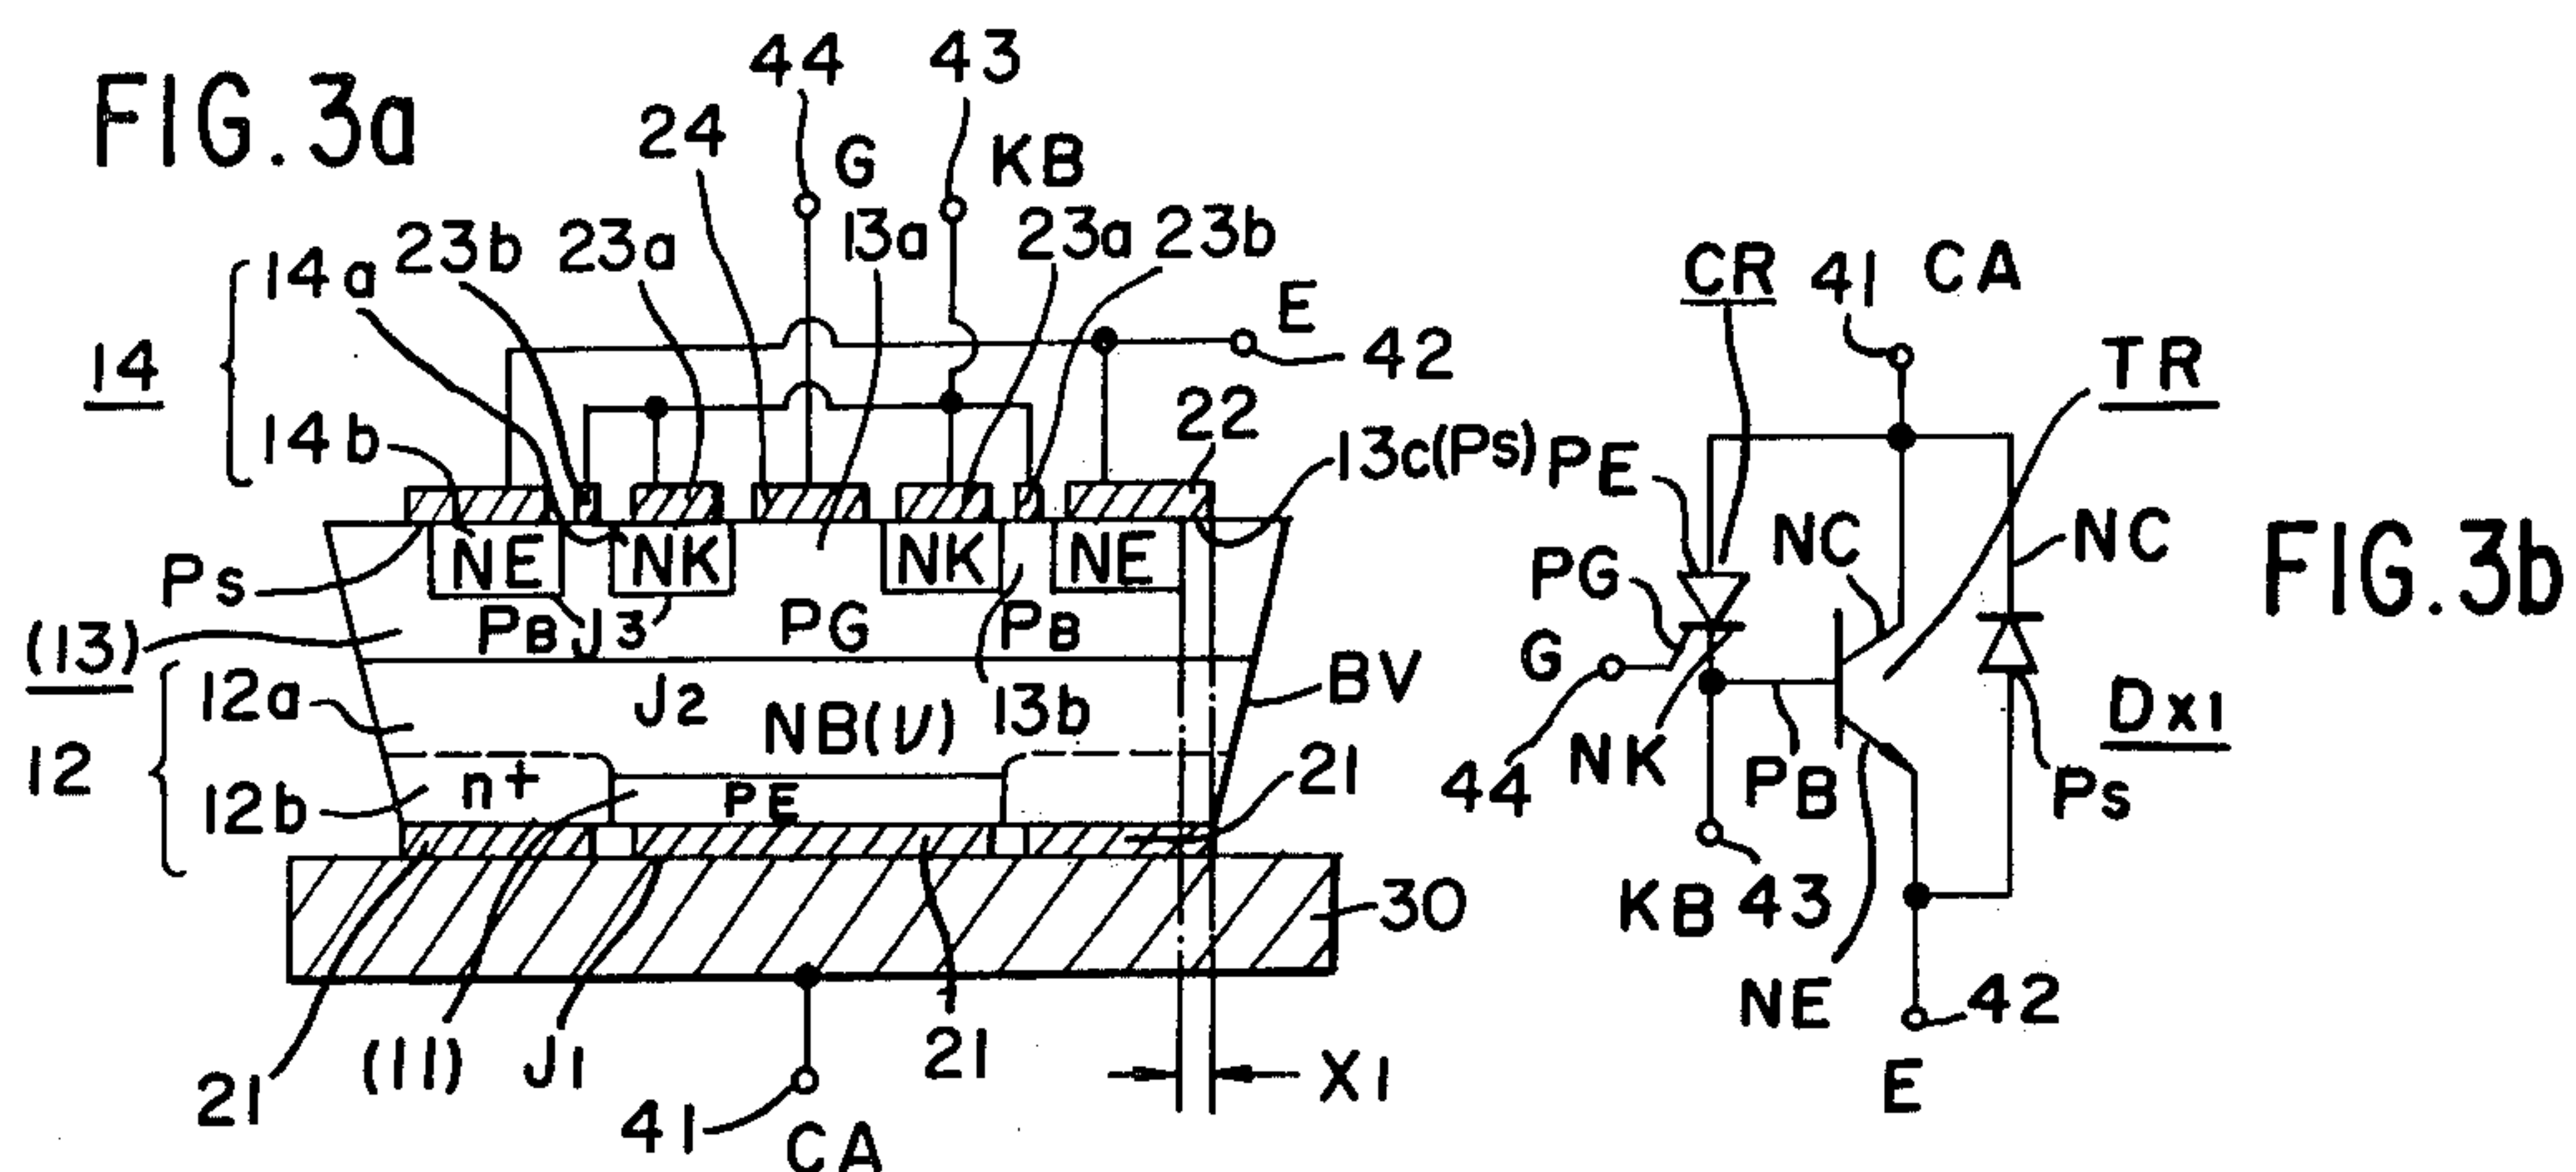 FIG. 3a
44
43
24
G
KB
14
14a
23b
23a
13a
23a
23b
E
42
14b
22
13c(Ps)
Ps
NE
NK
NK
NE
(13)
PB
J3
PG
PB
12
12a
J2
NB(ν)
13b
BV
12b
n+
PE
21
30
21
(11)
J1
21
41
CA
X1
FIG. 3b
CR
41
CA
TR
PE
NC
NC
PG
G
44
NK
PB
Dx1
Ps
KB
43
NE
42
E